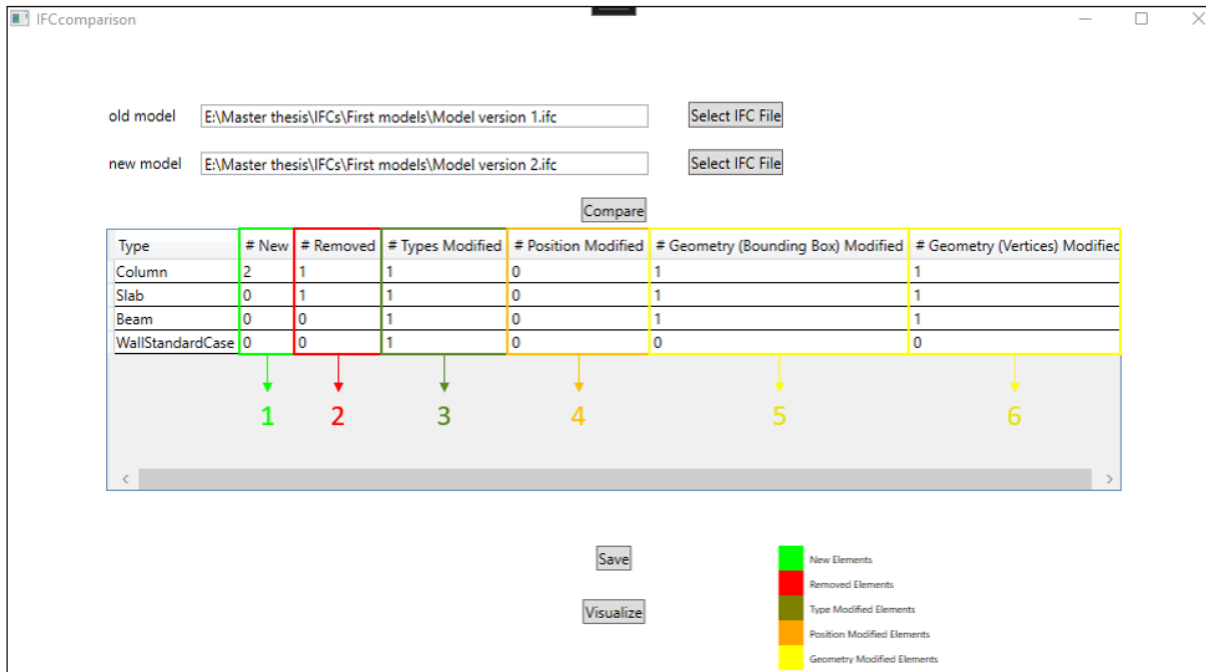 IFCcomparison
old model E:\Master thesis\IFCs\First models\Model version 1.ifc Select IFC File
new model E:\Master thesis\IFCs\First models\Model version 2.ifc Select IFC File
Compare
Type # New # Removed # Types Modified # Position Modified # Geometry (Bounding Box) Modified # Geometry (Vertices) Modified
Column 2 1 1 0 1 1
Slab 0 1 1 0 1 1
Beam 0 0 1 0 1 1
WallStandardCase 0 0 1 0 0 0
1 2 3 4 5 6
Save
Visualize
New Elements
Removed Elements
Type Modified Elements
Position Modified Elements
Geometry Modified Elements